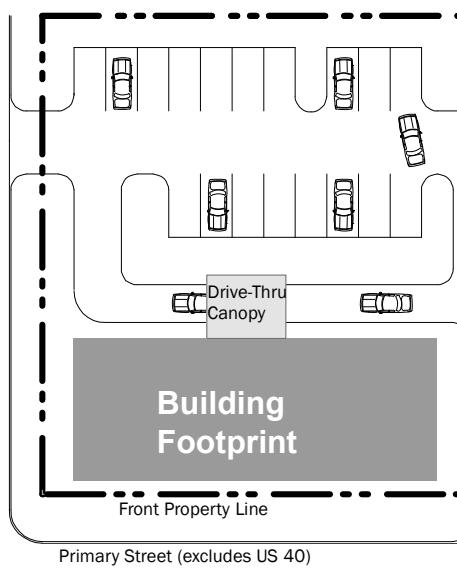 Drive-Thru
Canopy
Building
Footprint
Front Property Line
Primary Street (excludes US 40)